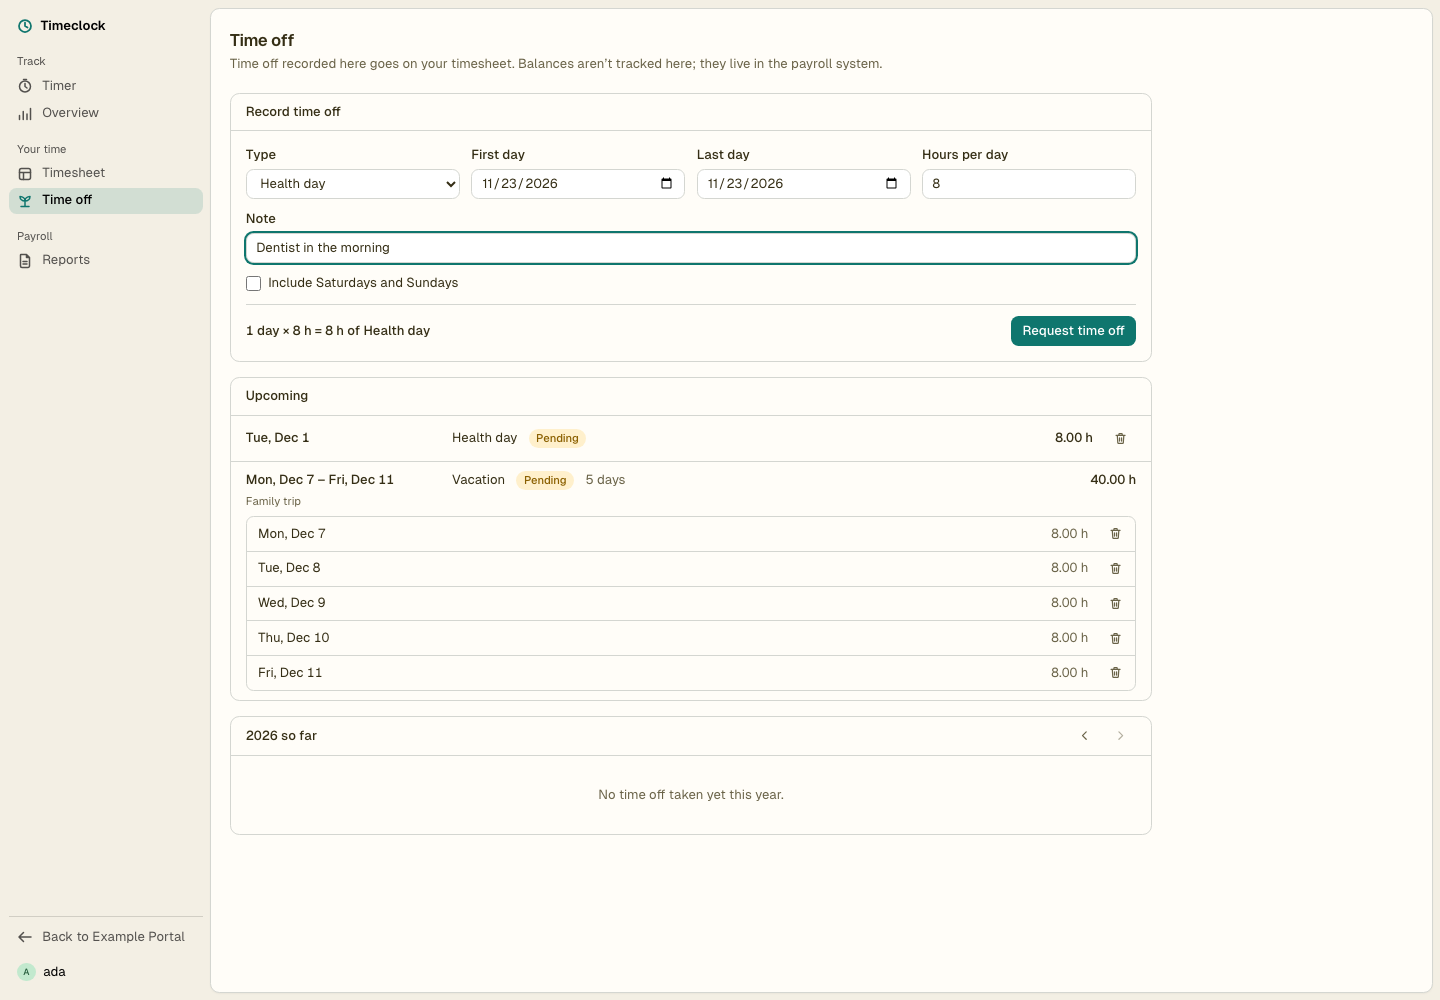 Timeclock
Track
Timer
Overview
Your time
Timesheet
Time off
Payroll
Reports
Back to Example Portal
A ada
Time off
Time off recorded here goes on your timesheet. Balances aren't tracked here; they live in the payroll system.
Record time off
Type First day Last day Hours per day
Health day 11/23/2026 11/23/2026 8
Note
Dentist in the morning
Include Saturdays and Sundays
1 day × 8 h = 8 h of Health day Request time off
Upcoming
Tue, Dec 1 Health day Pending 8.00 h
Mon, Dec 7 – Fri, Dec 11 Vacation Pending 5 days 40.00 h
Family trip
Mon, Dec 7 8.00 h
Tue, Dec 8 8.00 h
Wed, Dec 9 8.00 h
Thu, Dec 10 8.00 h
Fri, Dec 11 8.00 h
2026 so far
No time off taken yet this year.